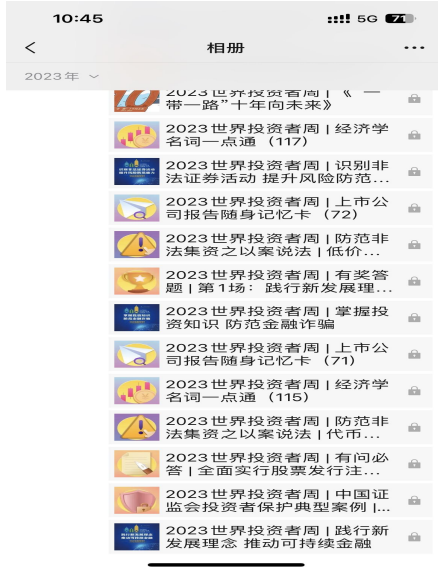 10:45
5G 71
相册
2023年
2023世界投资者周 | 《“一
带一路”十年向未来》
2023世界投资者周 | 经济学
名词一点通（117）
2023世界投资者周 | 识别非
法证券活动 提升风险防范...
2023世界投资者周 | 上市公
司报告随身记忆卡（72）
2023世界投资者周 | 防范非
法集资之以案说法 | 低价...
2023世界投资者周 | 有奖答
题 | 第1场：践行新发展理...
2023世界投资者周 | 掌握投
资知识 防范金融诈骗
2023世界投资者周 | 上市公
司报告随身记忆卡（71）
2023世界投资者周 | 经济学
名词一点通（115）
2023世界投资者周 | 防范非
法集资之以案说法 | 代币...
2023世界投资者周 | 有问必
答 | 全面实行股票发行注...
2023世界投资者周 | 中国证
监会投资者保护典型案例 |...
2023世界投资者周 | 践行新
发展理念 推动可持续金融